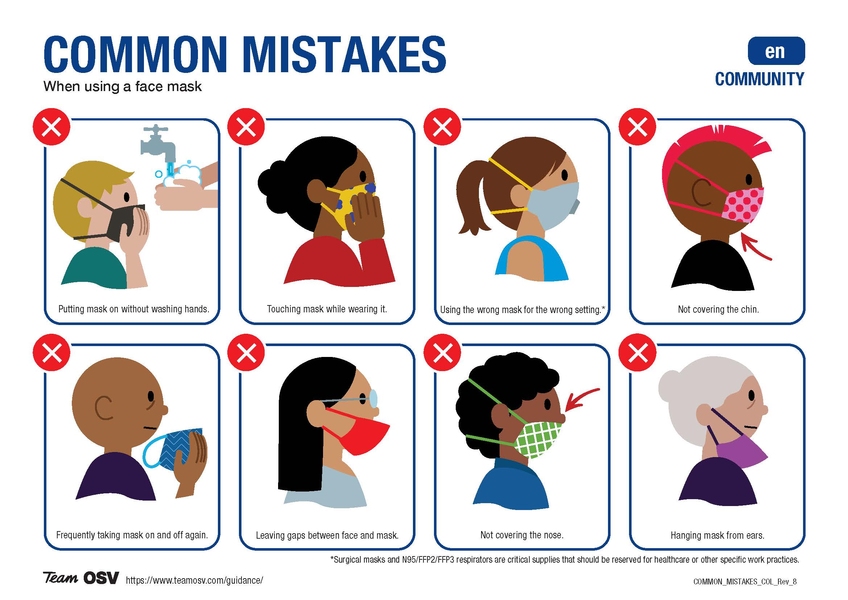 COMMON MISTAKES
When using a face mask
en
COMMUNITY
Putting mask on without washing hands.
Touching mask while wearing it.
Using the wrong mask for the wrong setting.*
Not covering the chin.
Frequently taking mask on and off again.
Leaving gaps between face and mask.
Not covering the nose.
Hanging mask from ears.
*Surgical masks and N95/FFP2/FFP3 respirators are critical supplies that should be reserved for healthcare or other specific work practices.
Team OSV https://www.teamosv.com/guidance/
COMMON_MISTAKES_COL_Rev_8